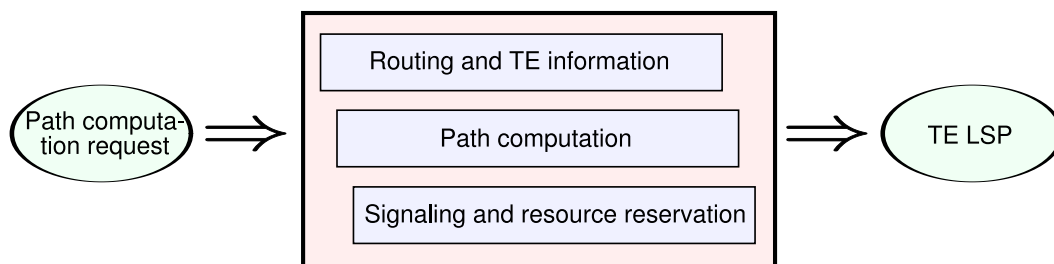 Routing and TE information
Path computa-
tion request
Path computation
TE LSP
Signaling and resource reservation